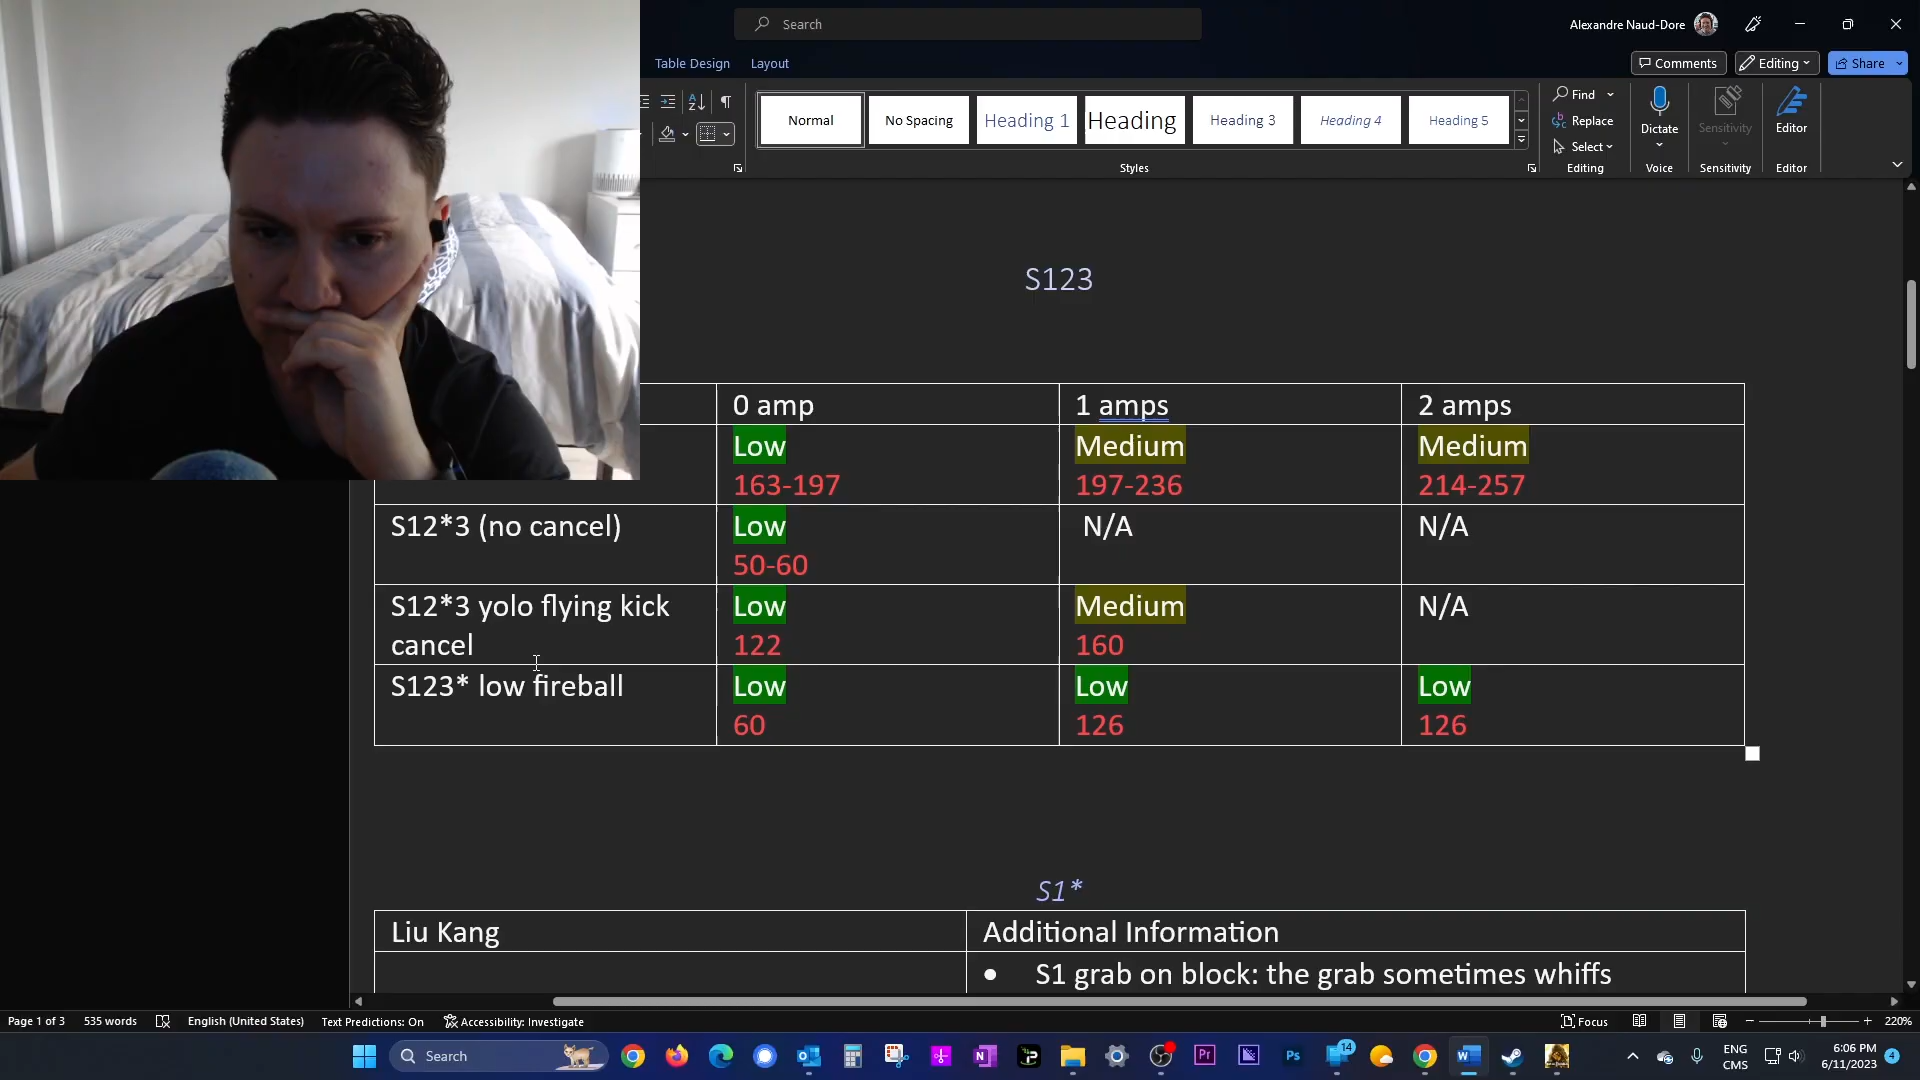 Search
Alexandre Naud-Dore
Table Design
Layout
Comments
Editing
Share
Normal
No Spacing
Heading 1
Heading
Heading 3
Heading 4
Heading 5
Styles
Find
Replace
Select
Editing
Dictate
Voice
Sensitivity
Sensitivity
Editor
Editor
S123
0 amp
1 amps
2 amps
Low
163-197
Medium
197-236
Medium
214-257
S12*3 (no cancel)
Low
50-60
N/A
N/A
S12*3 yolo flying kick
cancel
Low
122
Medium
160
N/A
S123* low fireball
Low
60
Low
126
Low
126
S1*
Liu Kang
Additional Information
• S1 grab on block: the grab sometimes whiffs
Page 1 of 3
535 words
English (United States)
Text Predictions: On
Accessibility: Investigate
Focus
220%
Search
Pr
Ps
14
ENG
CMS
6:06 PM
6/11/2023
4